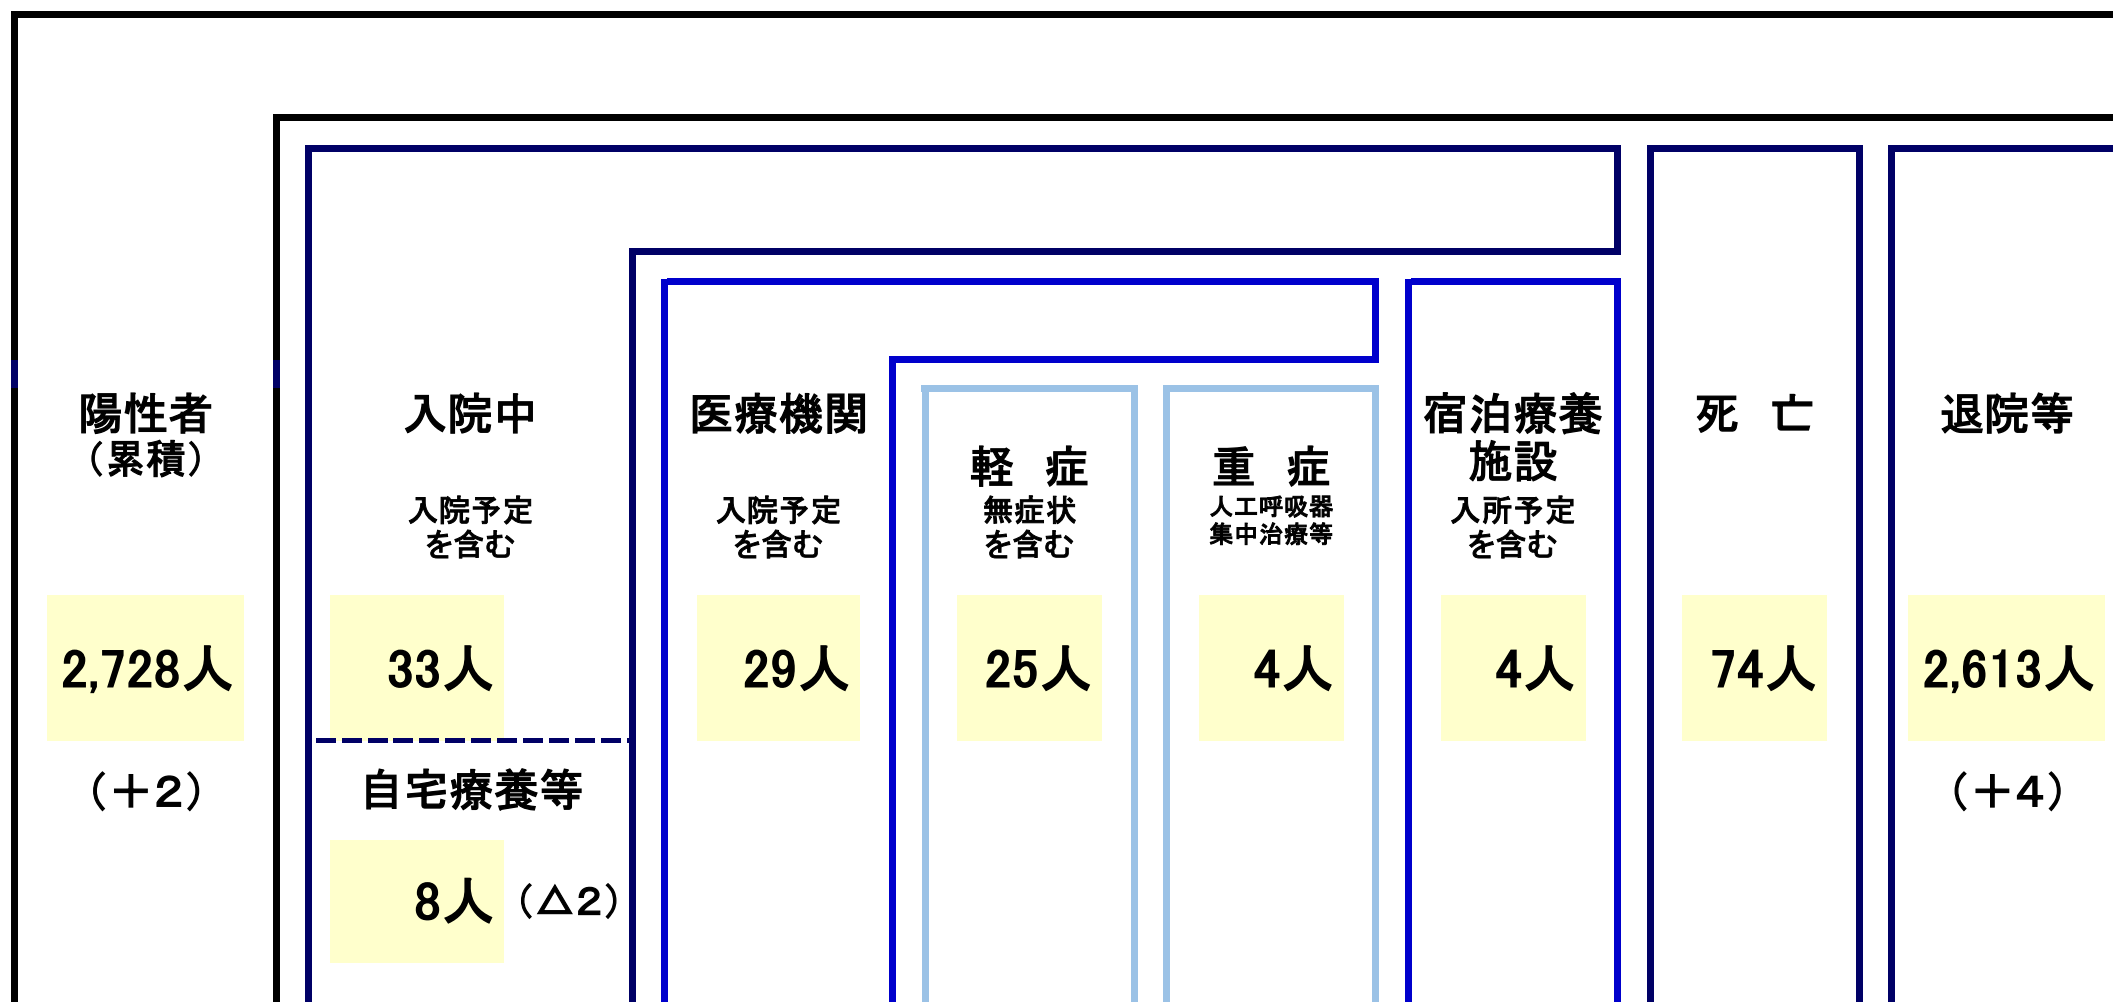 陽性者
（累積）
2,728人
（＋2）
入院中
入院予定
を含む
33人
自宅療養等
8人（△2）
医療機関
入院予定
を含む
29人
軽 症
無症状
を含む
25人
重 症
人工呼吸器
集中治療等
4人
宿泊療養
施設
入所予定
を含む
4人
死 亡
74人
退院等
2,613人
（＋4）